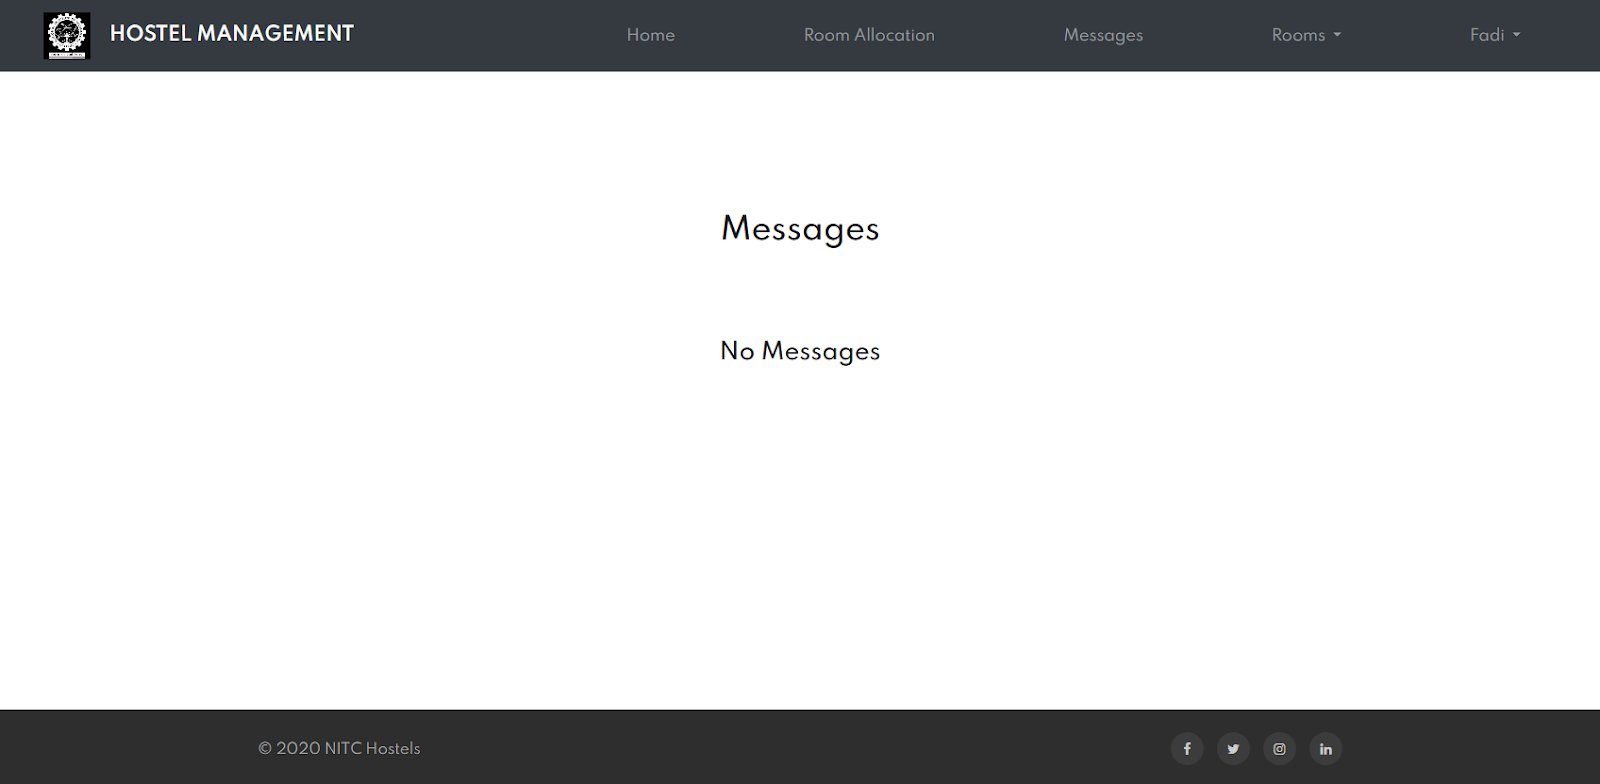 HOSTEL MANAGEMENT
Home
Room Allocation
Messages
Rooms
Fadi
Messages
No Messages
© 2020 NITC Hostels